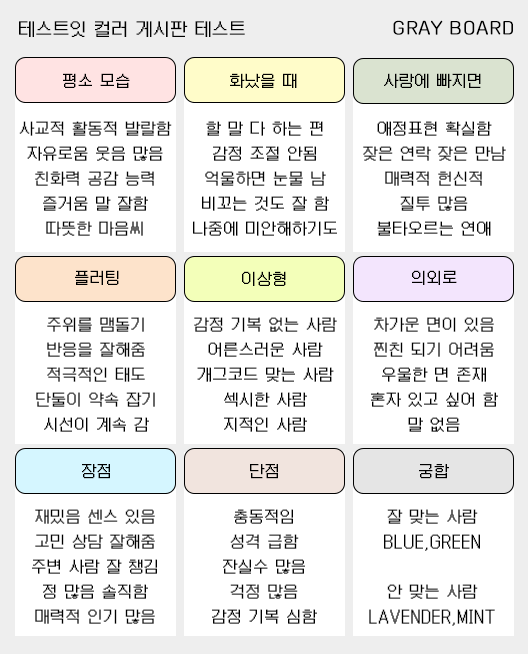 테스트잇 컬러 게시판 테스트
GRAY BOARD
평소 모습
사교적 활동적 발랄함
자유로움 웃음 많음
친화력 공감 능력
즐거움 말 잘함
따뜻한 마음씨
화났을 때
할 말 다 하는 편
감정 조절 안됨
억울하면 눈물 남
비꼬는 것도 잘 함
나중에 미안해하기도
사랑에 빠지면
애정표현 확실함
잦은 연락 잦은 만남
매력적 헌신적
질투 많음
불타오르는 연애
플러팅
주위를 맴돌기
반응을 잘해줌
적극적인 태도
단둘이 약속 잡기
시선이 계속 감
이상형
감정 기복 없는 사람
어른스러운 사람
개그코드 맞는 사람
섹시한 사람
지적인 사람
의외로
차가운 면이 있음
찐친 되기 어려움
우울한 면 존재
혼자 있고 싶어 함
말 없음
장점
재밌음 센스 있음
고민 상담 잘해줌
주변 사람 잘 챙김
정 많음 솔직함
매력적 인기 많음
단점
충동적임
성격 급함
잔실수 많음
걱정 많음
감정 기복 심함
궁합
잘 맞는 사람
BLUE,GREEN
안 맞는 사람
LAVENDER,MINT